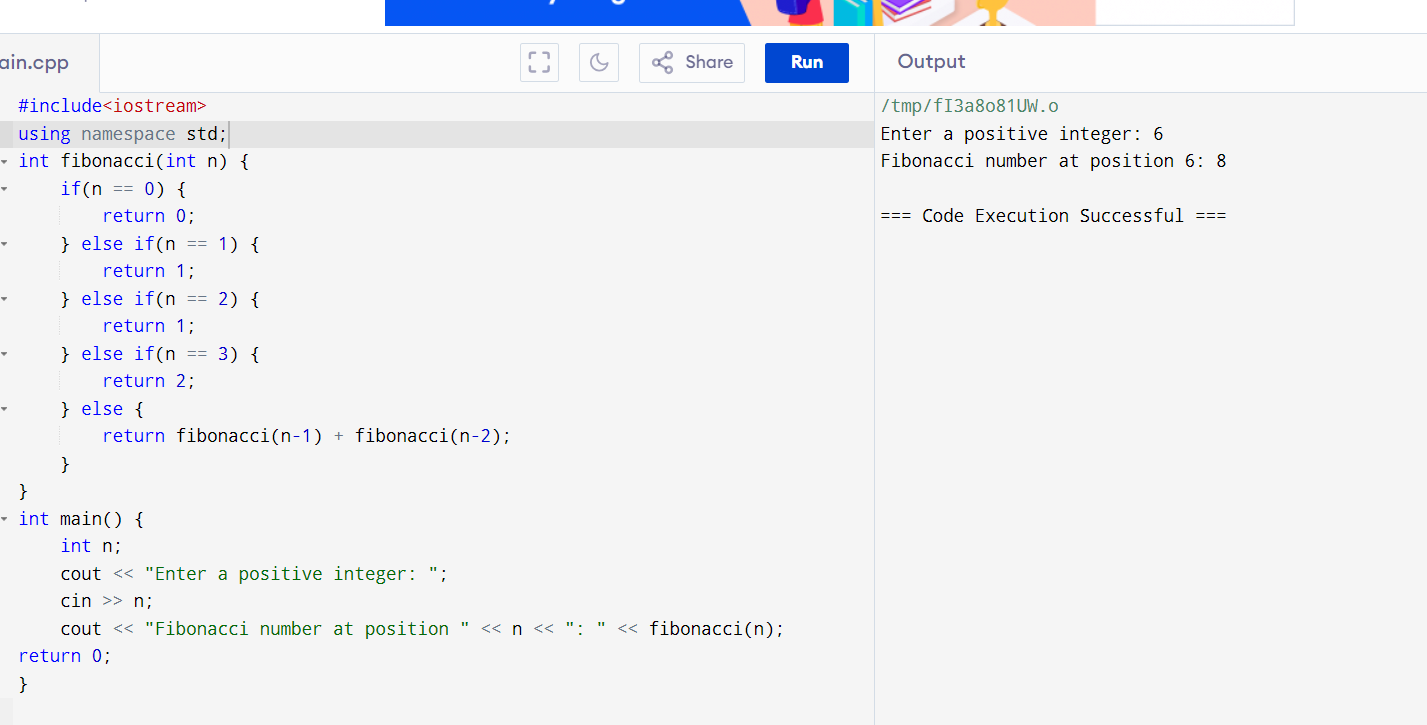 ain.cpp
Share
Run
Output
#include<iostream>
using namespace std;
int fibonacci(int n) {
    if(n == 0) {
        return 0;
    } else if(n == 1) {
        return 1;
    } else if(n == 2) {
        return 1;
    } else if(n == 3) {
        return 2;
    } else {
        return fibonacci(n-1) + fibonacci(n-2);
    }
}
int main() {
    int n;
    cout << "Enter a positive integer: ";
    cin >> n;
    cout << "Fibonacci number at position " << n << ": " << fibonacci(n);
return 0;
}
/tmp/fI3a8o81UW.o
Enter a positive integer: 6
Fibonacci number at position 6: 8
=== Code Execution Successful ===